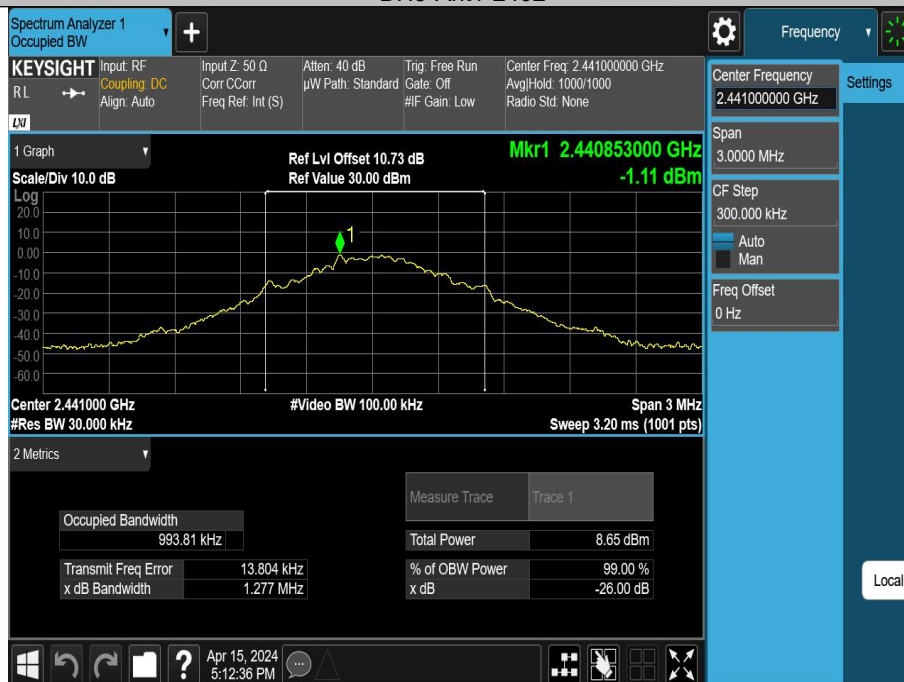 Spectrum Analyzer 1
Occupied BW
+
Frequency
KEYSIGHT
RL
LXI
Input: RF
Coupling: DC
Align: Auto
Input Z: 50 Ω
Corr CCorr
Freq Ref: Int (S)
Atten: 40 dB
µW Path: Standard
Trig: Free Run
Gate: Off
#IF Gain: Low
Center Freq: 2.441000000 GHz
Avg|Hold: 1000/1000
Radio Std: None
Center Frequency
2.441000000 GHz
Settings
Span
3.0000 MHz
CF Step
300.000 kHz
Auto
Man
Freq Offset
0 Hz
1 Graph
Scale/Div 10.0 dB
Ref Lvl Offset 10.73 dB
Ref Value 30.00 dBm
Mkr1 2.440853000 GHz
-1.11 dBm
Log
20.0
10.0
0.00
-10.0
-20.0
-30.0
-40.0
-50.0
-60.0
1
Center 2.441000 GHz
#Res BW 30.000 kHz
#Video BW 100.00 kHz
Span 3 MHz
Sweep 3.20 ms (1001 pts)
2 Metrics
Measure Trace Trace 1
Occupied Bandwidth
993.81 kHz
Total Power 8.65 dBm
Transmit Freq Error 13.804 kHz
% of OBW Power 99.00 %
x dB Bandwidth 1.277 MHz
x dB -26.00 dB
Local
?
Apr 15, 2024
5:12:36 PM